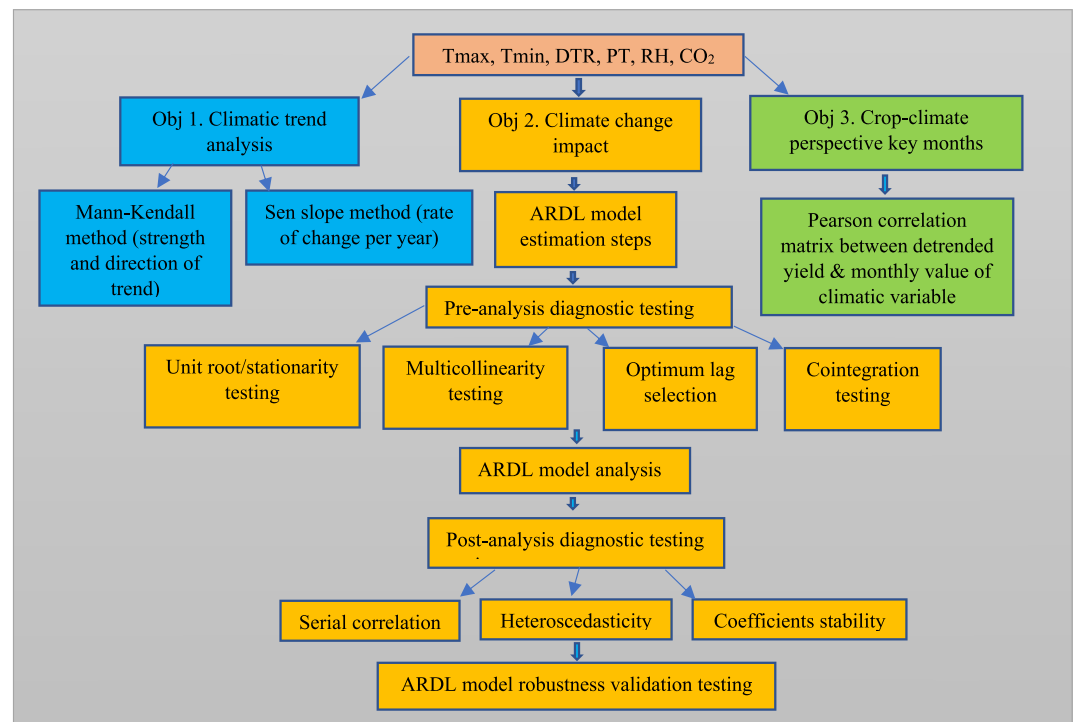 Tmax, Tmin, DTR, PT, RH, CO₂
Obj 1. Climatic trend
analysis
Obj 2. Climate change
impact
Obj 3. Crop-climate
perspective key months
Mann-Kendall
method (strength
and direction of
trend)
Sen slope method (rate
of change per year)
ARDL model
estimation steps
Pearson correlation
matrix between detrended
yield & monthly value of
climatic variable
Pre-analysis diagnostic testing
Unit root/stationarity
testing
Multicollinearity
testing
Optimum lag
selection
Cointegration
testing
ARDL model analysis
Post-analysis diagnostic testing
Serial correlation
Heteroscedasticity
Coefficients stability
ARDL model robustness validation testing